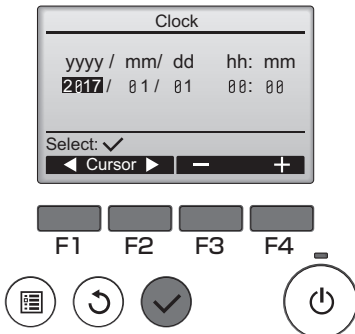 Clock
yyyy / mm/ dd hh: mm
2017 / 01 / 01 00: 00
Select: ✓
◀ Cursor ▶ − +
F1 F2 F3 F4